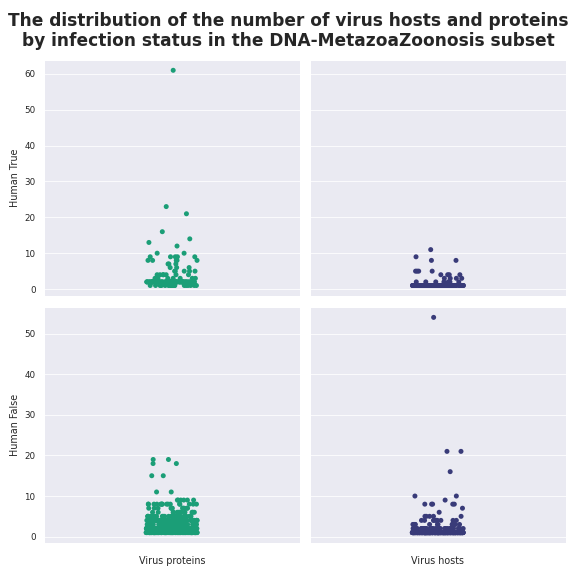 The distribution of the number of virus hosts and proteins
by infection status in the DNA-MetazoaZoonosis subset
60
50
40
30
20
10
0
Human True
50
40
30
20
10
0
Human False
Virus proteins
Virus hosts